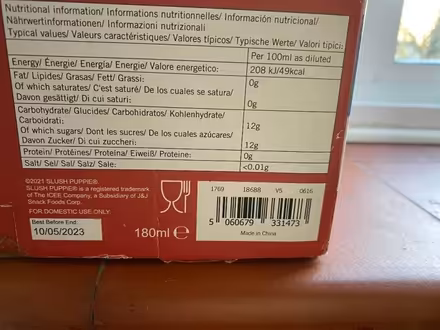 Nutritional information/ Informations nutritionnelles/ Información nutricional/
Nährwertinformationen/ Informazioni nutrizionali
Typical values/ Valeurs caractéristiques/ Valores típicos/ Typische Werte/ Valori tipici:
Per 100ml as diluted
Energy/ Énergie/ Energía/ Energie/ Valore energetico: 208 kJ/49kcal
Fat/ Lipides/ Grasas/ Fett/ Grassi: 0g
Of which saturates/ C'est saturé/ De los cuales se satura/
Davon gesättigt/ Di cui saturi: 0g
Carbohydrate/ Glucides/ Carbohidratos/ Kohlenhydrate/
Carboidrati: 12g
Of which sugars/ Dont les sucres/ De los cuales azúcares/
Davon Zucker/ Di cui zuccheri: 12g
Protein/ Protéines/ Proteína/ Eiweiß/ Proteine: 0g
Salt/ Sel/ Sal/ Salz/ Sale: <0.01g
©2021 SLUSH PUPPIE®.
SLUSH PUPPIE® is a registered trademark
of The ICEE Company, a Subsidiary of J&J
Snack Foods Corp.
FOR DOMESTIC USE ONLY.
Best Before End:
10/05/2023
180ml ℮
1769 18688 V5 0616
5 060679 331473 >
Made in China